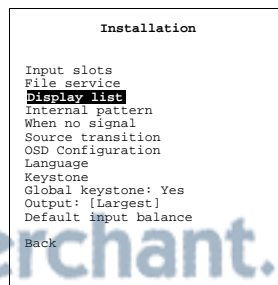 Installation
Input slots
File service
Display list
Internal pattern
When no signal
Source transition
OSD Configuration
Language
Keystone
Global keystone: Yes
Output: [Largest]
Default input balance
Back
erchant.